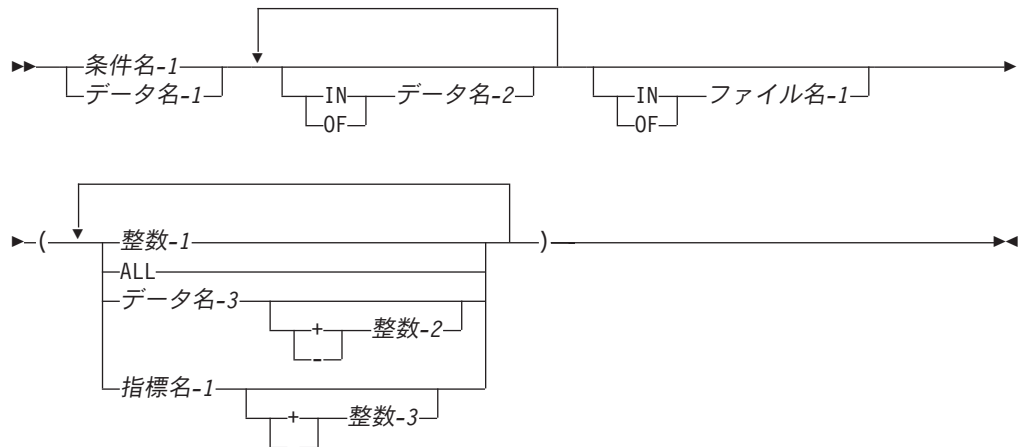 条件名-1
データ名-1
IN データ名-2
OF
IN ファイル名-1
OF
( 整数-1 )
ALL
データ名-3
+ 整数-2
-
指標名-1
+ 整数-3